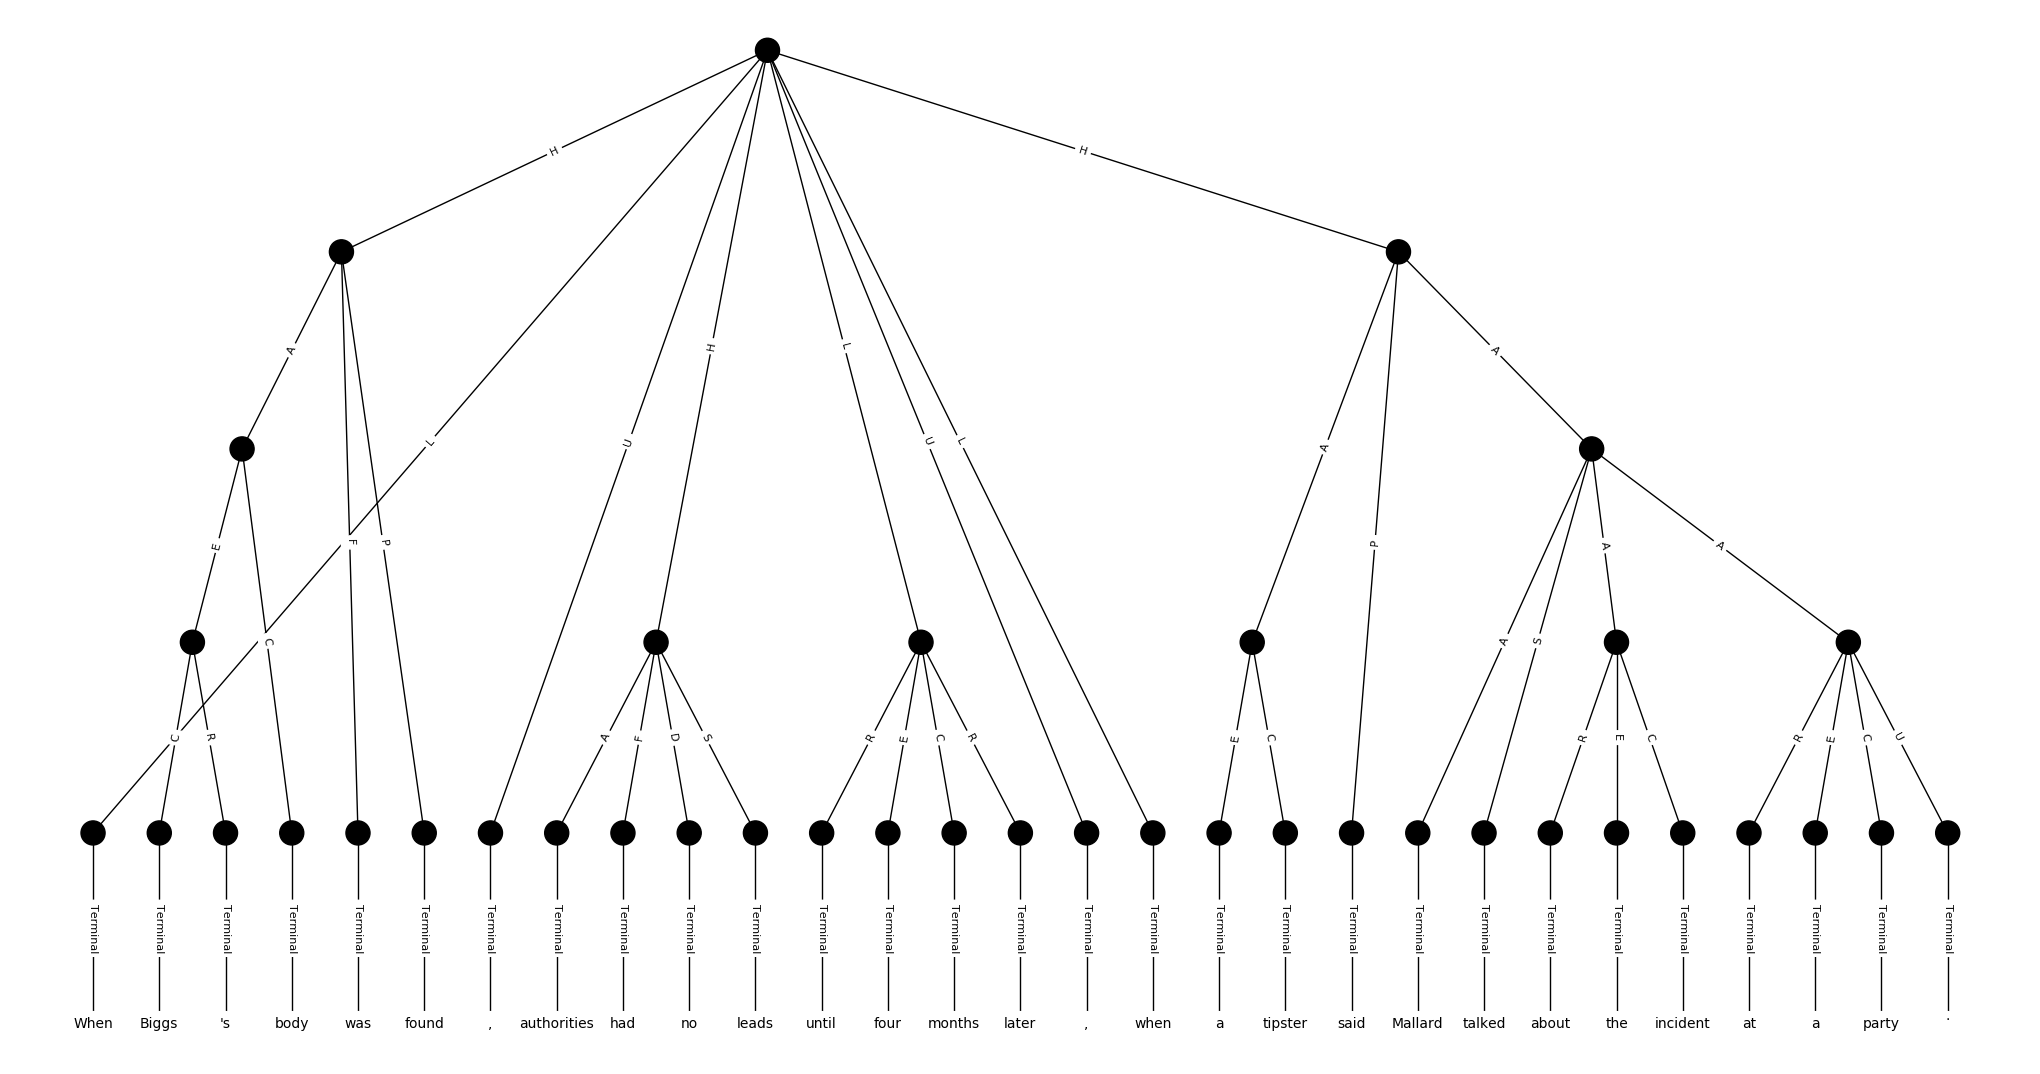 H H
A L U H L U L A P A
E C F P A S A A
C R A F D S R E C R E C R E C R E C U
Terminal Terminal Terminal Terminal Terminal Terminal Terminal Terminal Terminal Terminal Terminal Terminal Terminal Terminal Terminal Terminal Terminal Terminal Terminal Terminal Terminal Terminal Terminal Terminal Terminal Terminal Terminal Terminal Terminal
When Biggs 's body was found , authorities had no leads until four months later , when a tipster said Mallard talked about the incident at a party .